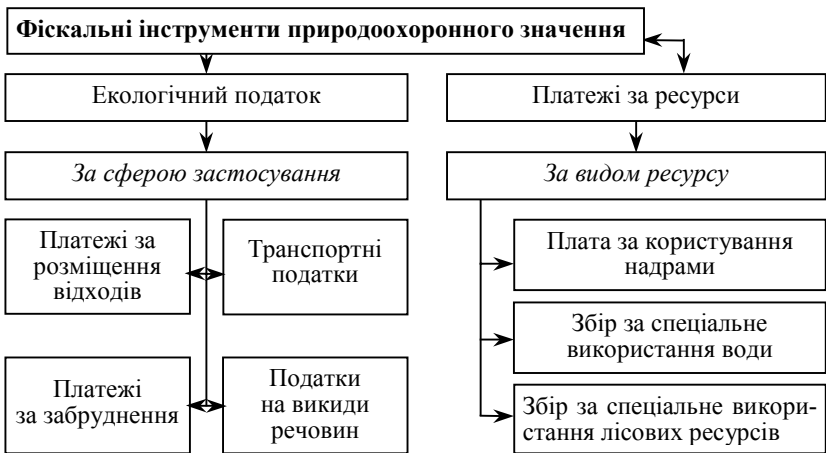 Фіскальні інструменти природоохоронного значення
Екологічний податок
Платежі за ресурси
За сферою застосування
За видом ресурсу
Платежі за
розміщення
відходів
Транспортні
податки
Платежі
за забруднення
Податки
на викиди
речовин
Плата за користування
надрами
Збір за спеціальне
використання води
Збір за спеціальне викори-
стання лісових ресурсів